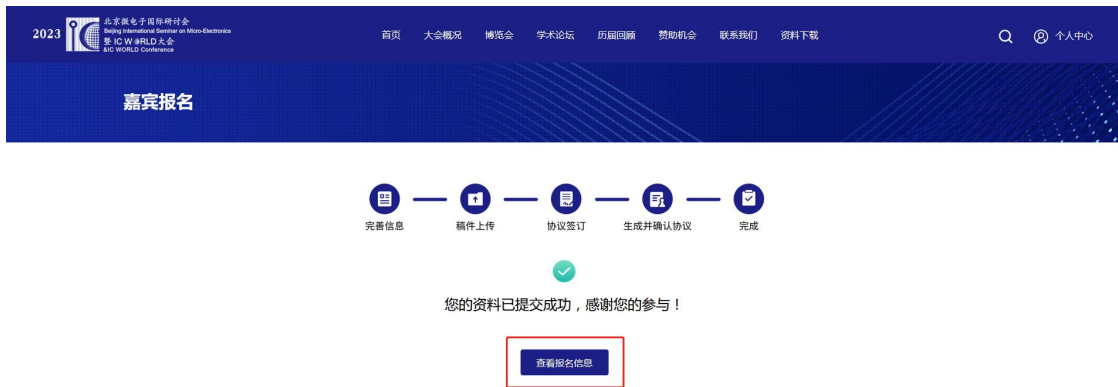 2023
北京微电子国际研讨会
Beijing International Seminar on Micro-Electronics
暨 IC W RLD 大会
&IC WORLD Conference
首页 大会概况 博览会 学术论坛 历届回顾 赞助机会 联系我们 资料下载
个人中心
嘉宾报名
完善信息 稿件上传 协议签订 生成并确认协议 完成
您的资料已提交成功，感谢您的参与！
查看报名信息